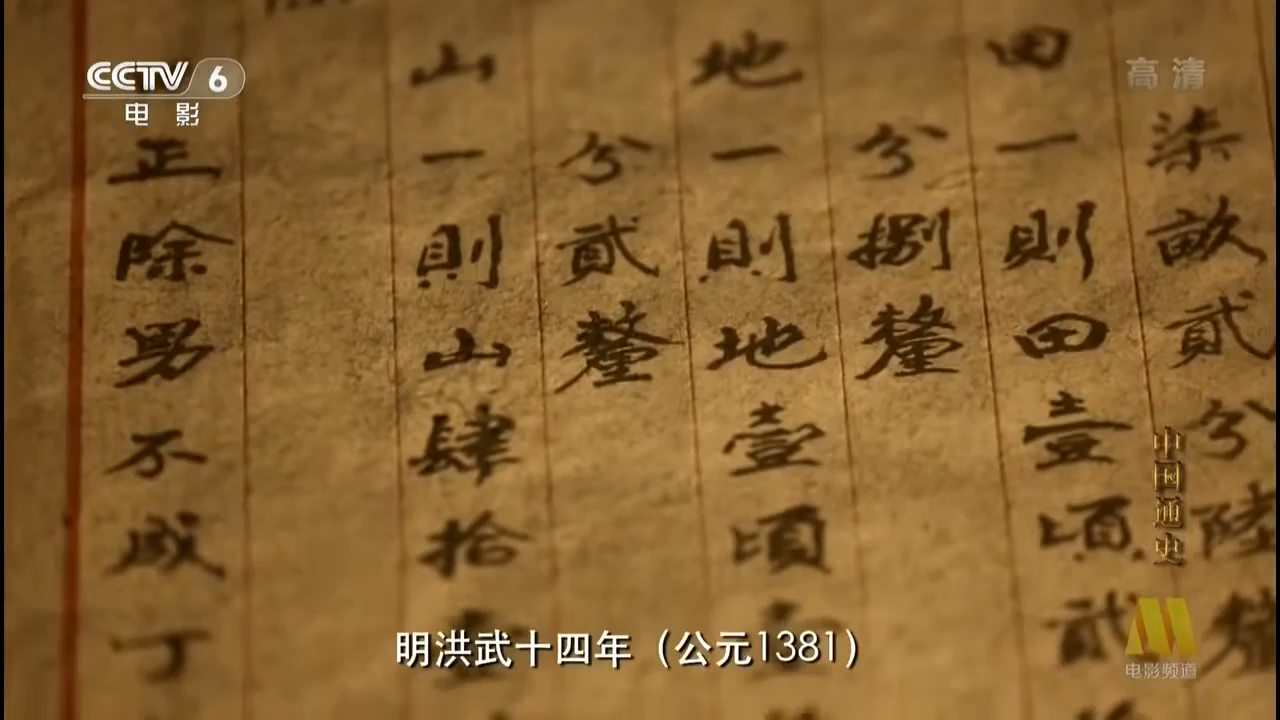 CCTV 6
电影
高清
柒畝貳分陸釐
田一則田壹頃貳
分捌釐
地一則地壹頃
分貳釐
山一則山肆拾
正除男不成丁
中国通史
电影频道
明洪武十四年（公元1381）